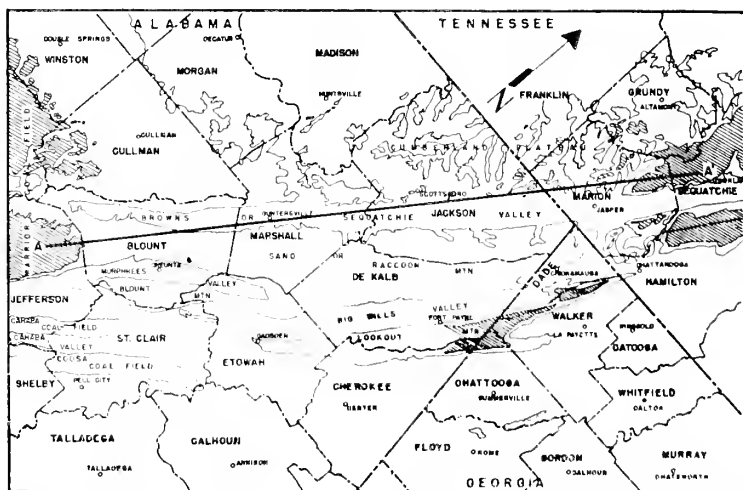 ALABAMA
TENNESSEE
DOUBLE SPRINGS
WINSTON
DECATUR
MADISON
MORGAN
HUNTSVILLE
N
FRANKLIN
GRUNDY
ALTAMONT
CULLMAN
CULLMAN
FIELD
CUMBERLAND PLATEAU
SCOTTSBORO
MARION
JASPER
A'
SEQUATCHIE
BROWNS OR SEQUATCHIE VALLEY
GUNTERSVILLE
JACKSON
A
WARRIOR
BLOUNT
MARSHALL
SAND OR RACCOON MTN
CHATTANOOGA
HAMILTON
MURPHREES
VALLEY
BLOUNT
MTN
DE KALB
DADE
JEFFERSON
BIG WILLS VALLEY
FORT PAYNE
WALKER
LA FAYETTE
RINGGOLD
CATOOSA
CAHABA COAL FIELD
CAHABA VALLEY
ST. CLAIR
GADSDEN
LOOKOUT MTN
COOSA COAL FIELD
ETOWAH
SHELBY
PELL CITY
CHEROKEE
CENTER
CHATTOOGA
SUMMERVILLE
WHITFIELD
DALTON
TALLADEGA
TALLADEGA
CALHOUN
ANNISON
FLOYD
ROME
GORDON
CALHOUN
MURRAY
CHATSWORTH
GEORGIA